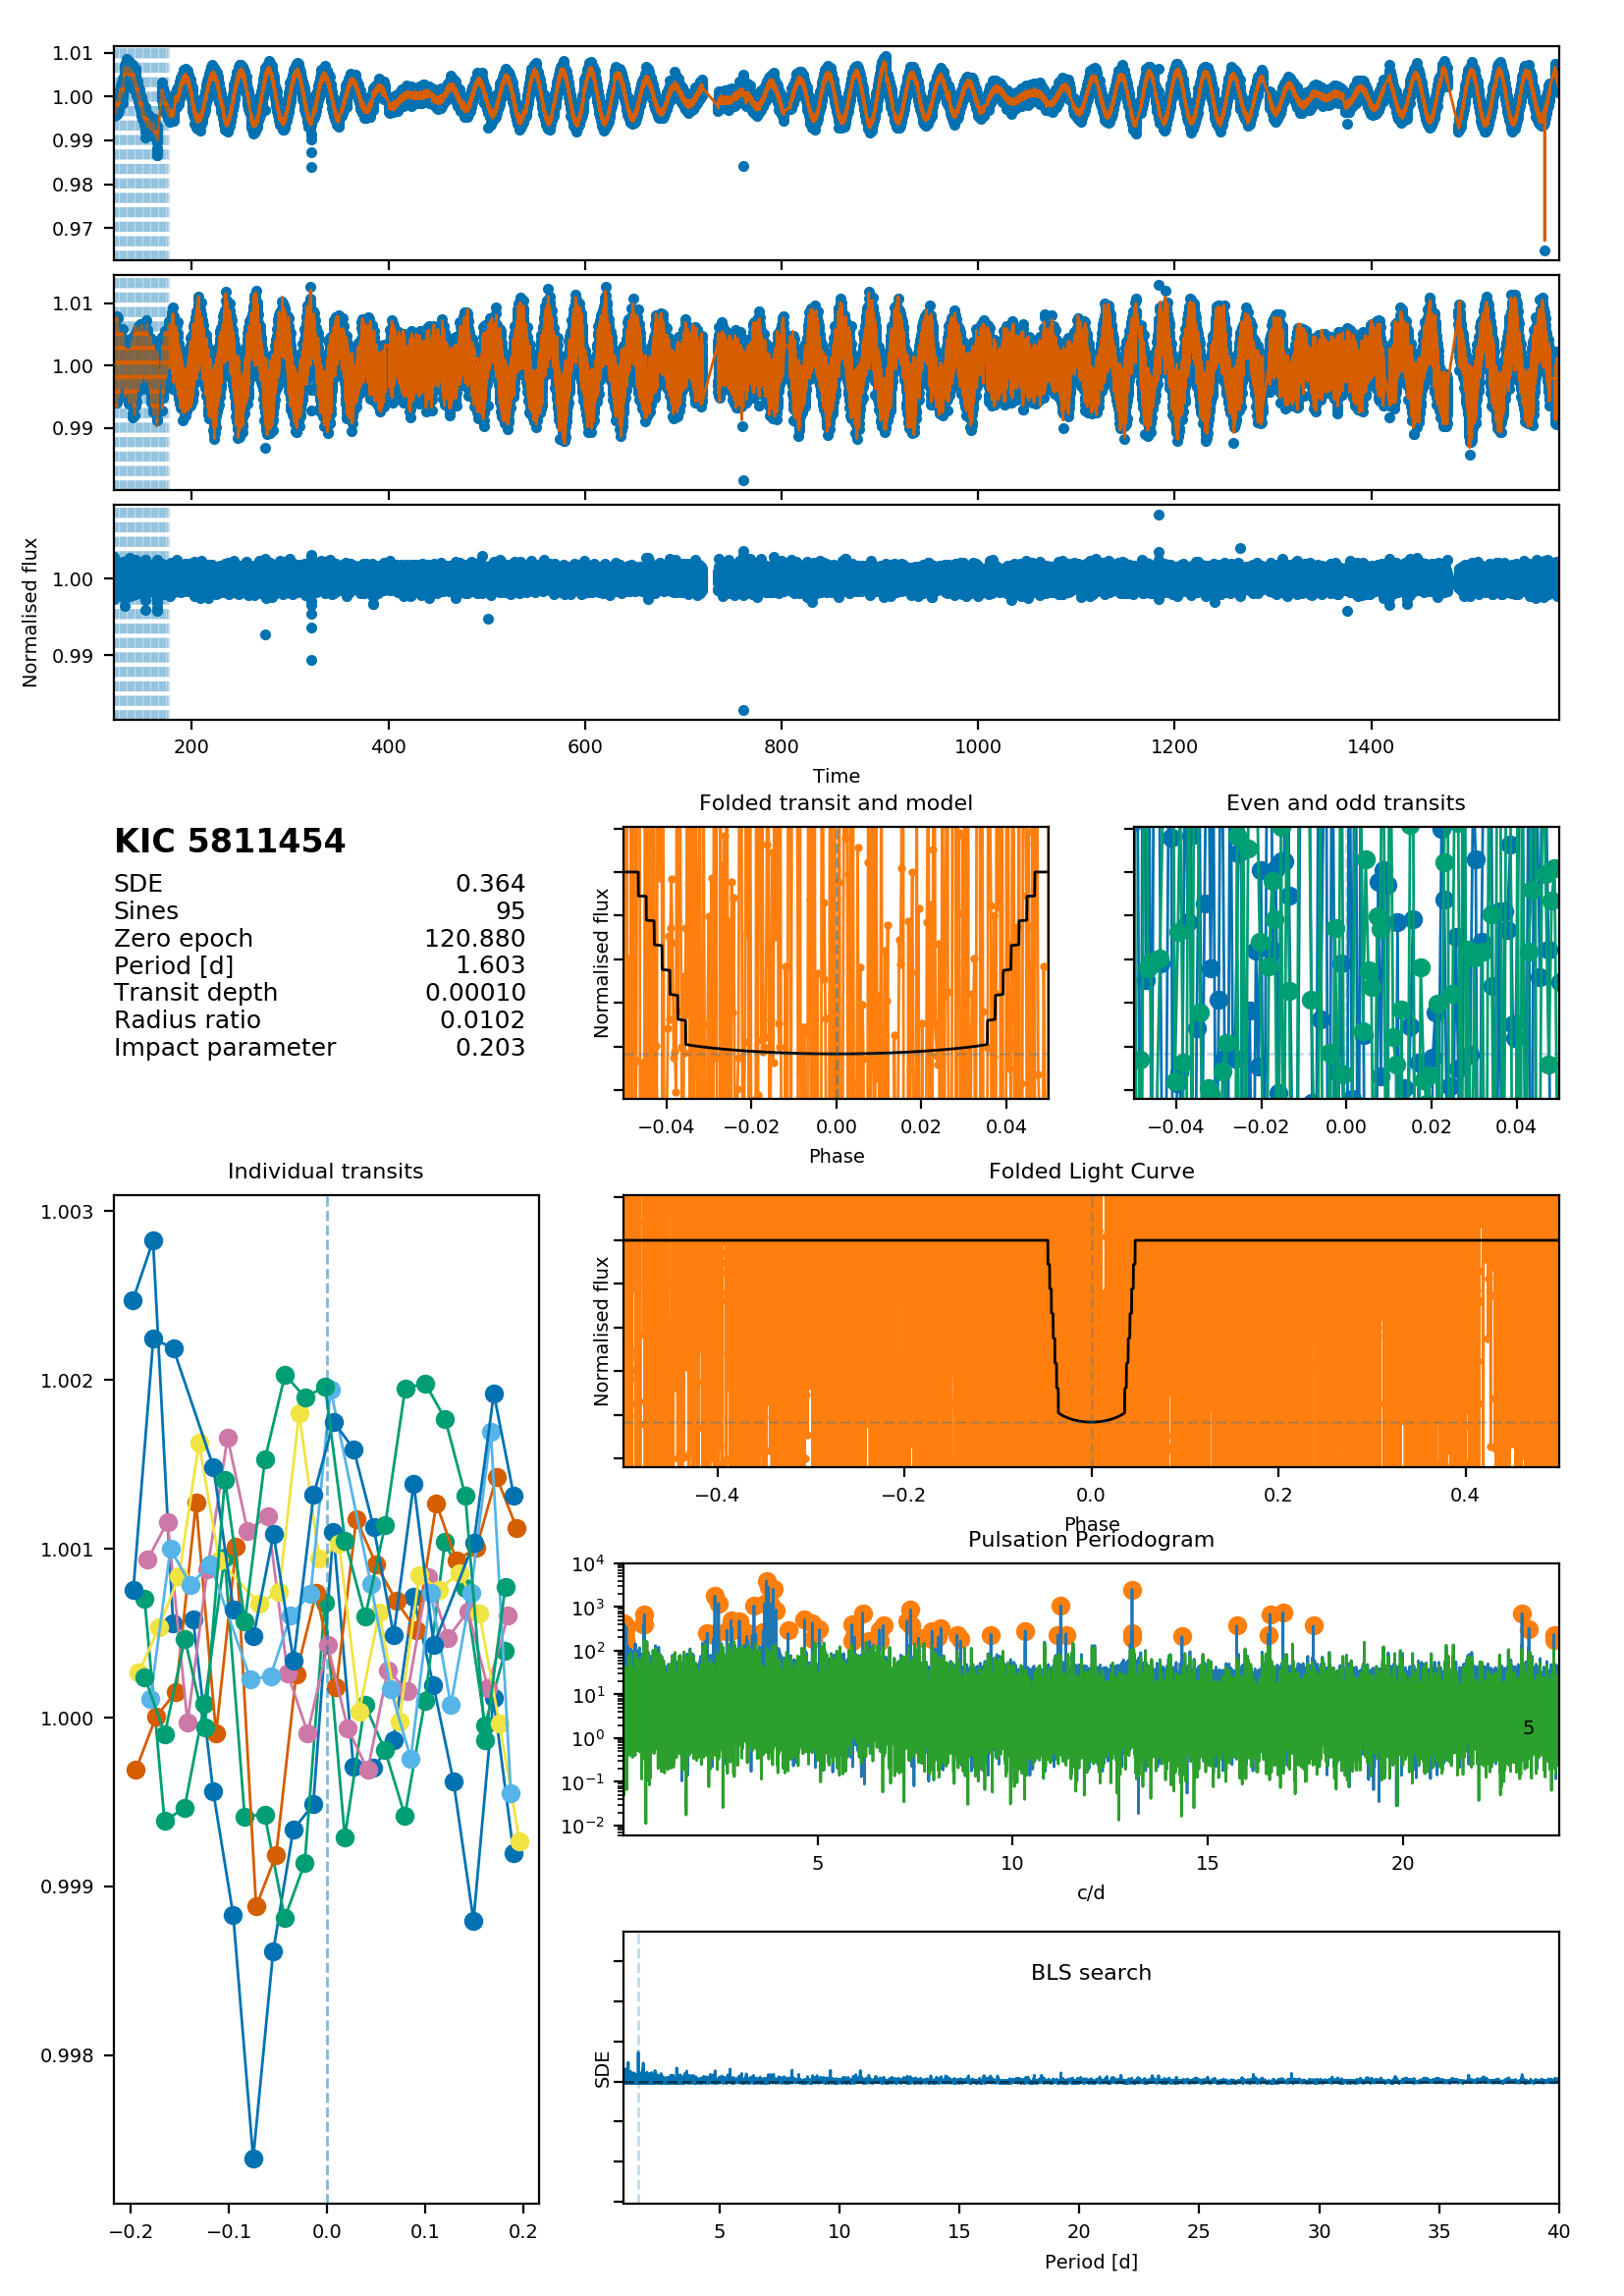 1.01
1.00
0.99
0.98
0.97
1.01
1.00
0.99
1.00
0.99
Normalised flux
200 400 600 800 1000 1200 1400
Time
KIC 5811454
SDE 0.364
Sines 95
Zero epoch 120.880
Period [d] 1.603
Transit depth 0.00010
Radius ratio 0.0102
Impact parameter 0.203
Folded transit and model
Normalised flux
−0.04 −0.02 0.00 0.02 0.04
Phase
Even and odd transits
−0.04 −0.02 0.00 0.02 0.04
Individual transits
1.003
1.002
1.001
1.000
0.999
0.998
−0.2 −0.1 0.0 0.1 0.2
Folded Light Curve
Normalised flux
−0.4 −0.2 0.0 0.2 0.4
Phase
Pulsation Periodogram
10⁴
10³
10²
10¹
10⁰
10⁻¹
10⁻²
5
5 10 15 20
c/d
BLS search
SDE
5 10 15 20 25 30 35 40
Period [d]